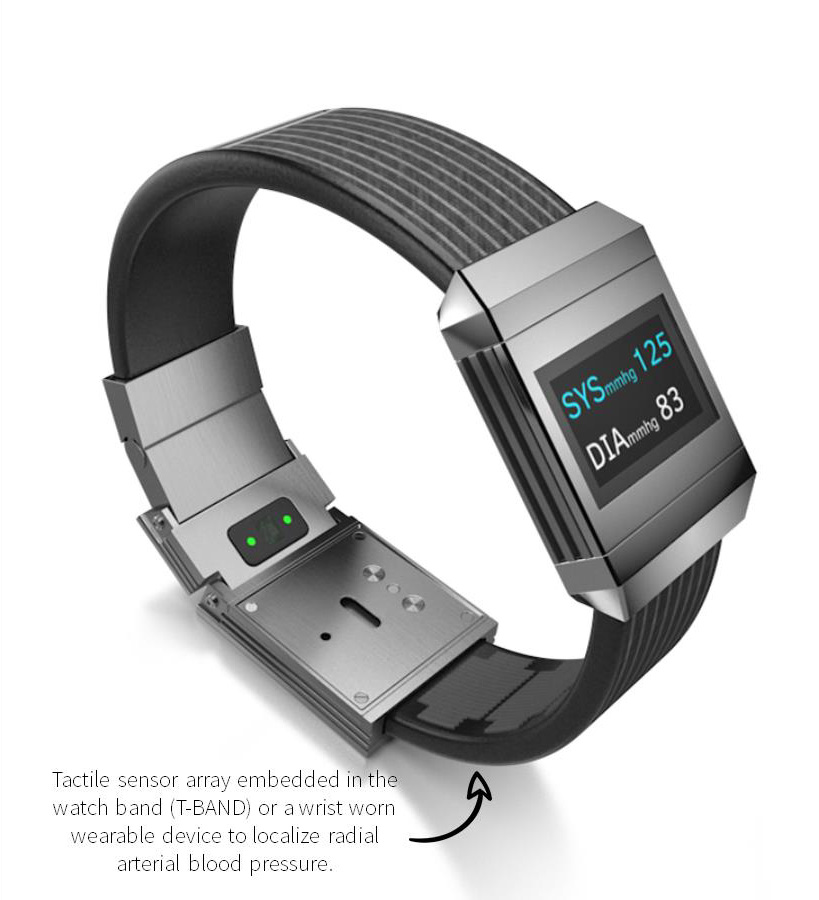 SYSmmhg 125
DIAmmhg 83
Tactile sensor array embedded in the
watch band (T-BAND) or a wrist worn
wearable device to localize radial
arterial blood pressure.